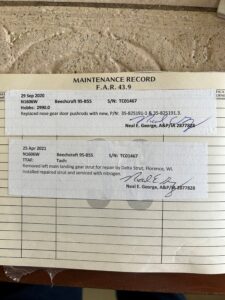 MAINTENANCE RECORD
F.A.R. 43.9
29 Sep 2020
N1606W Beechcraft 95-B55 S/N: TC01467
Hobbs: 2990.0
Replaced nose gear door pushrods with new, P/N: 35-825191-1 & 35-825191-3.
Neal E. George, A&P/IA 2877828
23 Apr 2021
N1606W Beechcraft 95-B55 S/N: TC01467
TTAF: Tach:
Removed left main landing gear strut for repair by Delta Strut, Florence, WI.
Installed repaired strut and serviced with nitrogen.
Neal E. George, A&P/IA 2877828